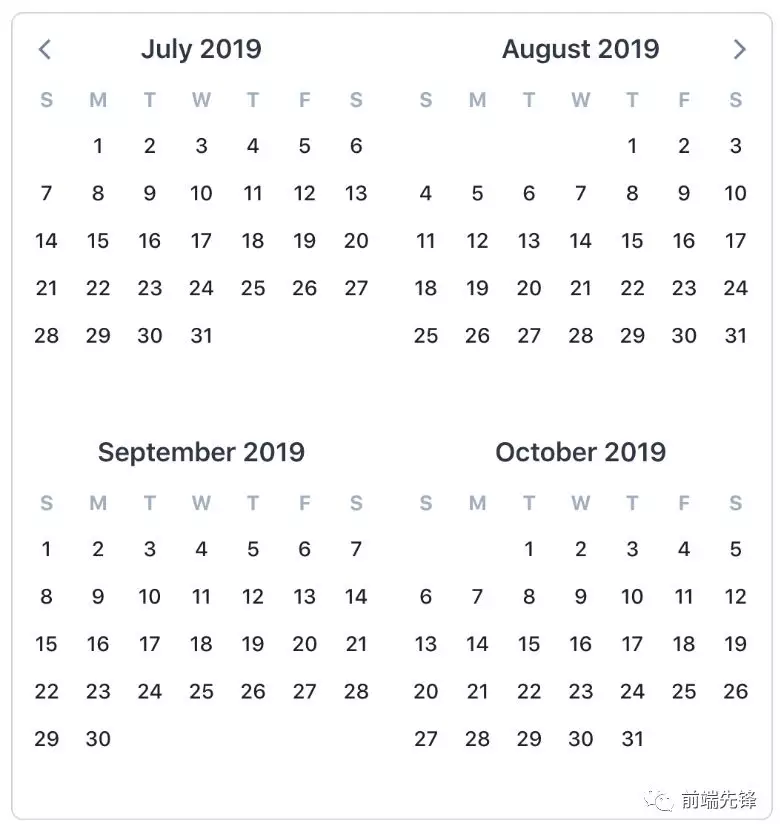 July 2019
S M T W T F S
1 2 3 4 5 6
7 8 9 10 11 12 13
14 15 16 17 18 19 20
21 22 23 24 25 26 27
28 29 30 31
August 2019
S M T W T F S
1 2 3
4 5 6 7 8 9 10
11 12 13 14 15 16 17
18 19 20 21 22 23 24
25 26 27 28 29 30 31
September 2019
S M T W T F S
1 2 3 4 5 6 7
8 9 10 11 12 13 14
15 16 17 18 19 20 21
22 23 24 25 26 27 28
29 30
October 2019
S M T W T F S
1 2 3 4 5
6 7 8 9 10 11 12
13 14 15 16 17 18 19
20 21 22 23 24 25 26
27 28 29 30 31
前端先锋